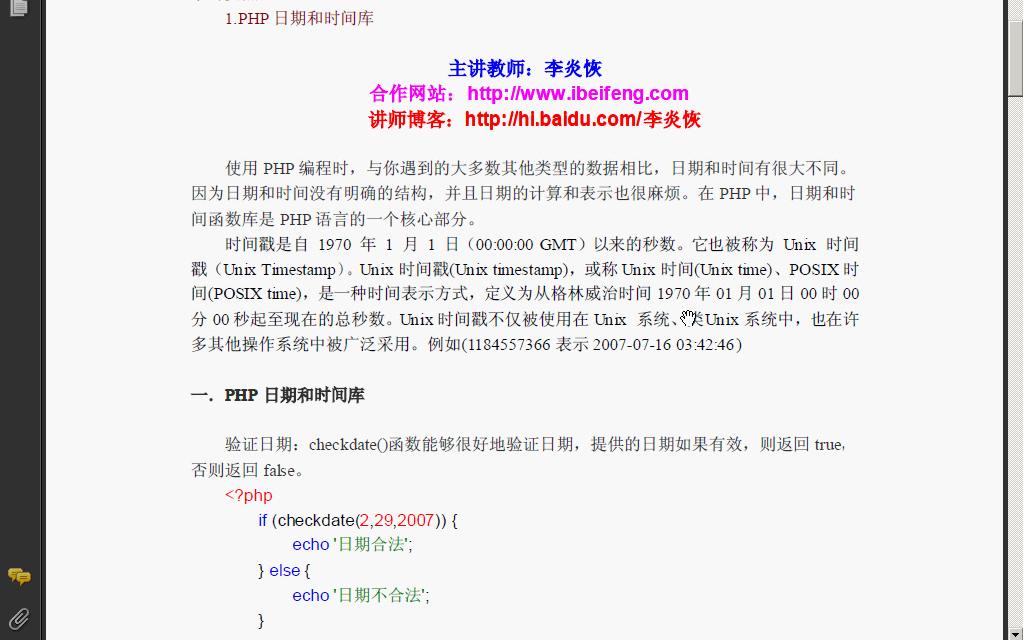 1.PHP 日期和时间库
主讲教师：李炎恢
合作网站：http://www.ibeifeng.com
讲师博客：http://hi.baidu.com/李炎恢
使用 PHP 编程时，与你遇到的大多数其他类型的数据相比，日期和时间有很大不同。
因为日期和时间没有明确的结构，并且日期的计算和表示也很麻烦。在 PHP 中，日期和时
间函数库是 PHP 语言的一个核心部分。
时间戳是自 1970 年 1 月 1 日（00:00:00 GMT）以来的秒数。它也被称为 Unix 时间
戳（Unix Timestamp）。Unix 时间戳(Unix timestamp)，或称 Unix 时间(Unix time)、POSIX 时
间(POSIX time)，是一种时间表示方式，定义为从格林威治时间 1970 年 01 月 01 日 00 时 00
分 00 秒起至现在的总秒数。Unix 时间戳不仅被使用在 Unix 系统、类Unix 系统中，也在许
多其他操作系统中被广泛采用。例如(1184557366 表示 2007-07-16 03:42:46)
一．PHP 日期和时间库
验证日期：checkdate()函数能够很好地验证日期，提供的日期如果有效，则返回 true，
否则返回 false。
<?php
if (checkdate(2,29,2007)) {
echo '日期合法';
} else {
echo '日期不合法';
}